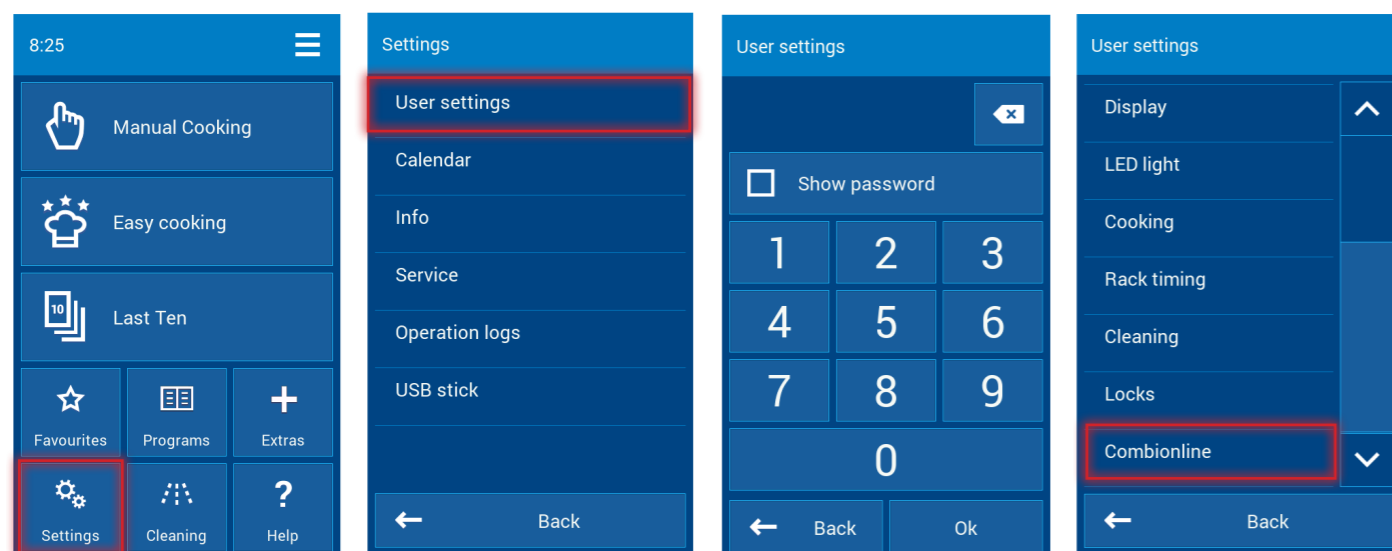 8:25
Manual Cooking
Easy cooking
10
Last Ten
Favourites Programs Extras
?
Settings Cleaning Help
Settings
User settings
Calendar
Info
Service
Operation logs
USB stick
Back
User settings
Show password
1 2 3
4 5 6
7 8 9
0
Back Ok
User settings
Display
LED light
Cooking
Rack timing
Cleaning
Locks
Combionline
Back